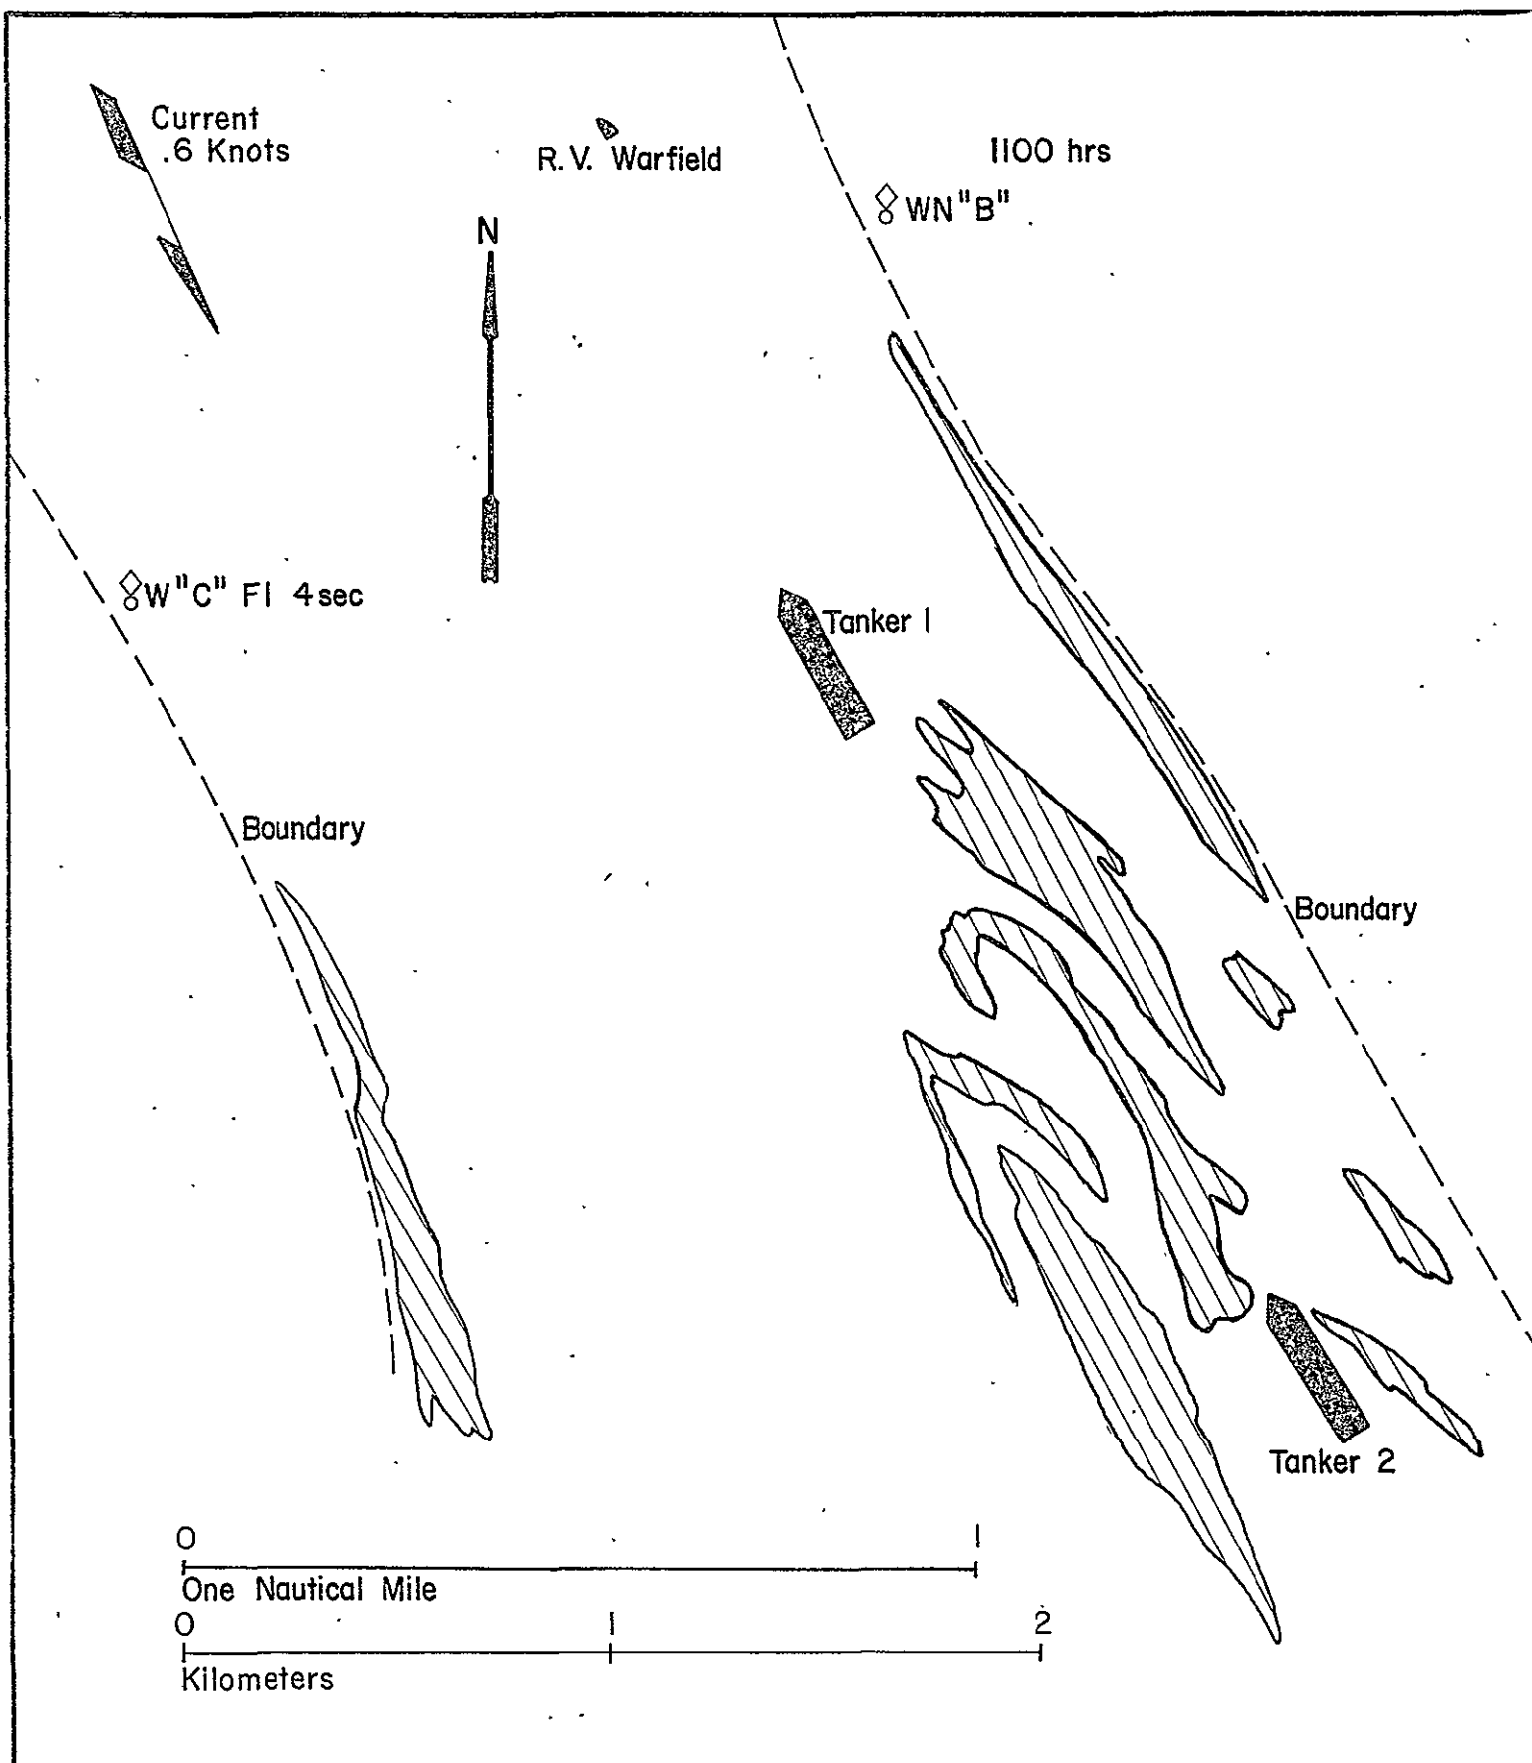 Current
.6 Knots
R.V. Warfield
1100 hrs
WN"B"
N
W"C" Fl 4sec
Tanker 1
Boundary
Boundary
Tanker 2
0 1
One Nautical Mile
0 1 2
Kilometers